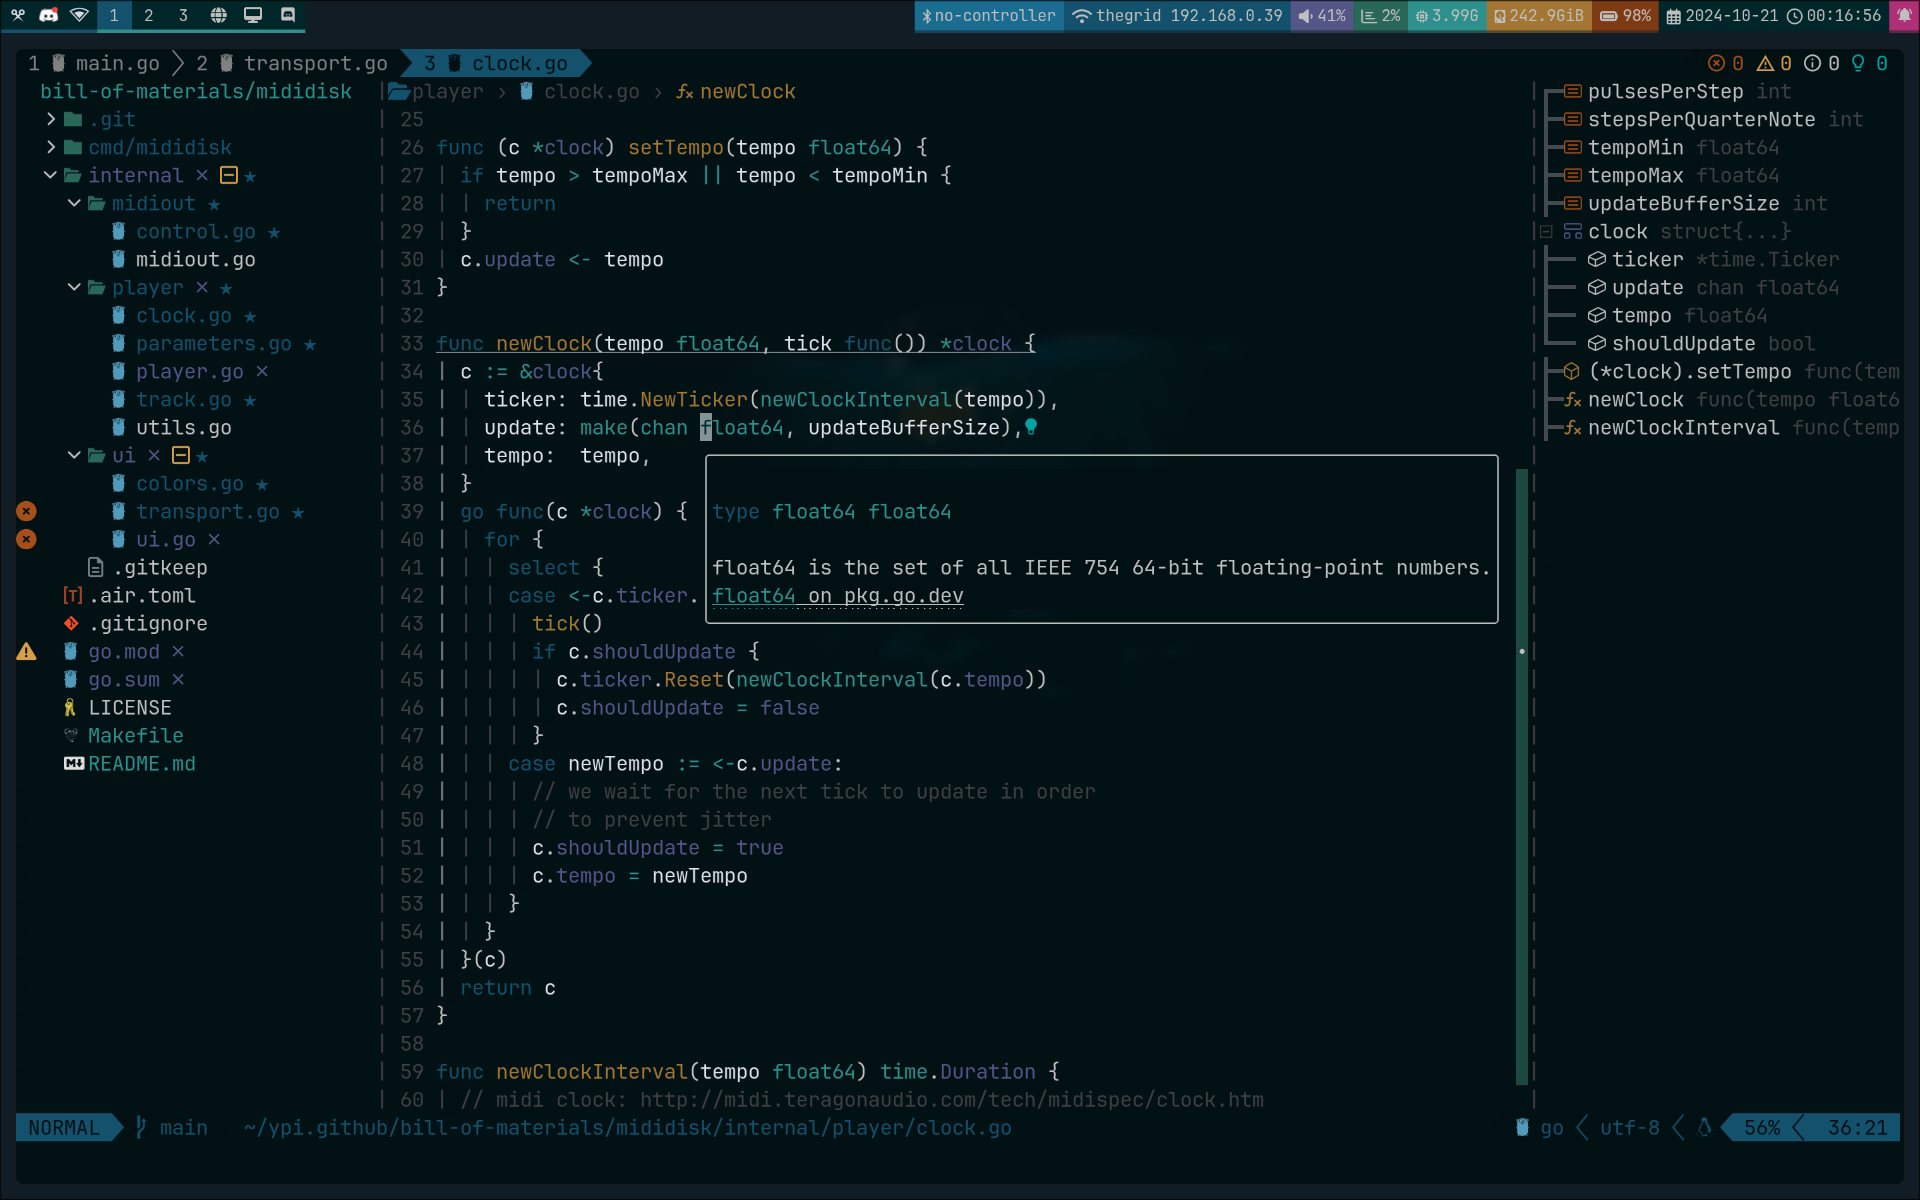 1 2 3
no-controller thegrid 192.168.0.39 41% 2% 3.99G 242.9GiB 98% 2024-10-21 00:16:56
1 main.go 2 transport.go 3 clock.go
0 0 0 0
bill-of-materials/mididisk
.git
cmd/mididisk
internal
midiout
control.go
midiout.go
player
clock.go
parameters.go
player.go
track.go
utils.go
ui
colors.go
transport.go
ui.go
.gitkeep
[T] .air.toml
.gitignore
go.mod
go.sum
LICENSE
Makefile
README.md
player › clock.go › fx newClock
25
26 func (c *clock) setTempo(tempo float64) {
27 if tempo > tempoMax || tempo < tempoMin {
28 return
29 }
30 c.update <- tempo
31 }
32
33 func newClock(tempo float64, tick func()) *clock {
34 c := &clock{
35 ticker: time.NewTicker(newClockInterval(tempo)),
36 update: make(chan float64, updateBufferSize),
37 tempo:  tempo,
38 }
39 go func(c *clock) {
40 for {
41 select {
42 case <-c.ticker.
43 tick()
44 if c.shouldUpdate {
45 c.ticker.Reset(newClockInterval(c.tempo))
46 c.shouldUpdate = false
47 }
48 case newTempo := <-c.update:
49 // we wait for the next tick to update in order
50 // to prevent jitter
51 c.shouldUpdate = true
52 c.tempo = newTempo
53 }
54 }
55 }(c)
56 return c
57 }
58
59 func newClockInterval(tempo float64) time.Duration {
60 // midi clock: http://midi.teragonaudio.com/tech/midispec/clock.htm
type float64 float64
float64 is the set of all IEEE 754 64-bit floating-point numbers.
float64 on pkg.go.dev
pulsesPerStep int
stepsPerQuarterNote int
tempoMin float64
tempoMax float64
updateBufferSize int
clock struct{...}
ticker *time.Ticker
update chan float64
tempo float64
shouldUpdate bool
(*clock).setTempo func(tem
fx newClock func(tempo float6
fx newClockInterval func(temp
NORMAL main ~/ypi.github/bill-of-materials/mididisk/internal/player/clock.go
go utf-8 56% 36:21